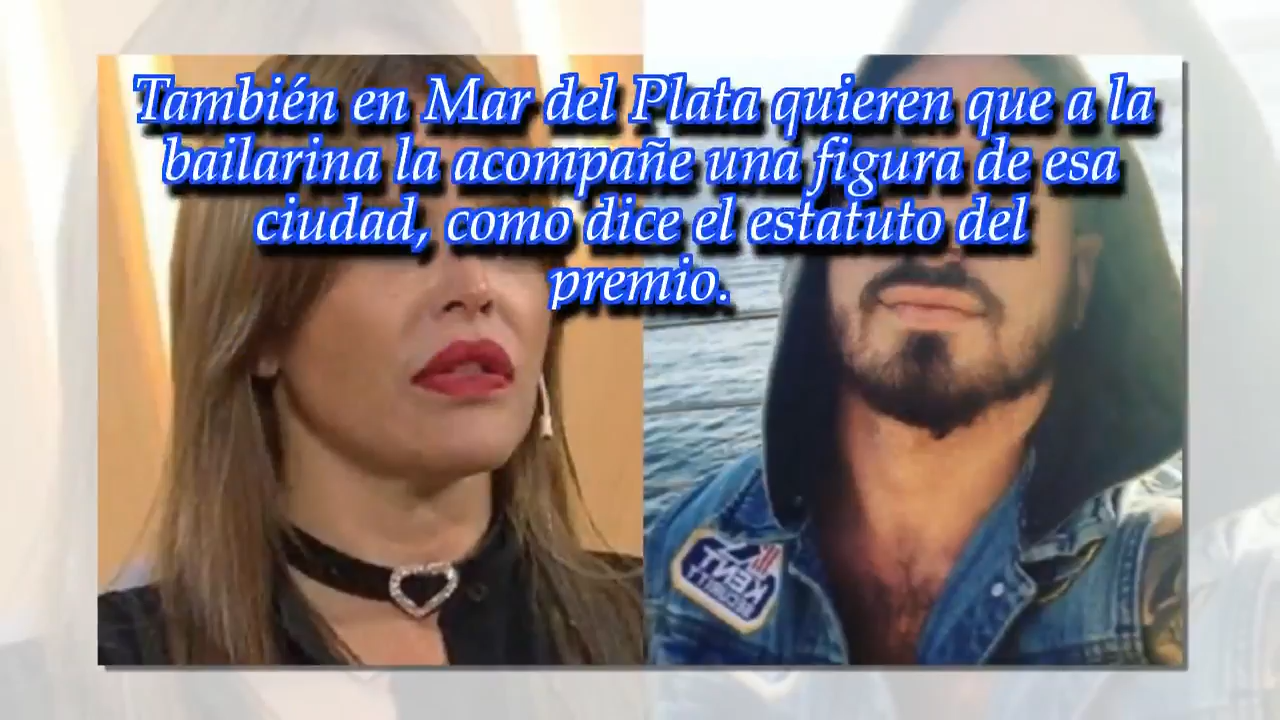 También en Mar del Plata quieren que a la
bailarina la acompañe una figura de esa
ciudad, como dice el estatuto del
premio.
KENT